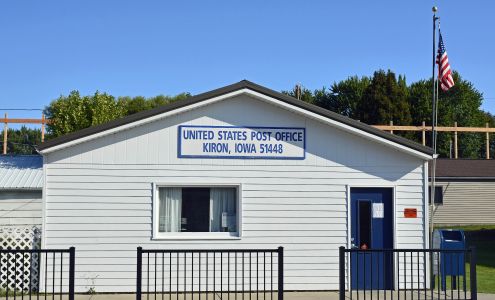 UNITED STATES POST OFFICE
KIRON, IOWA 51448